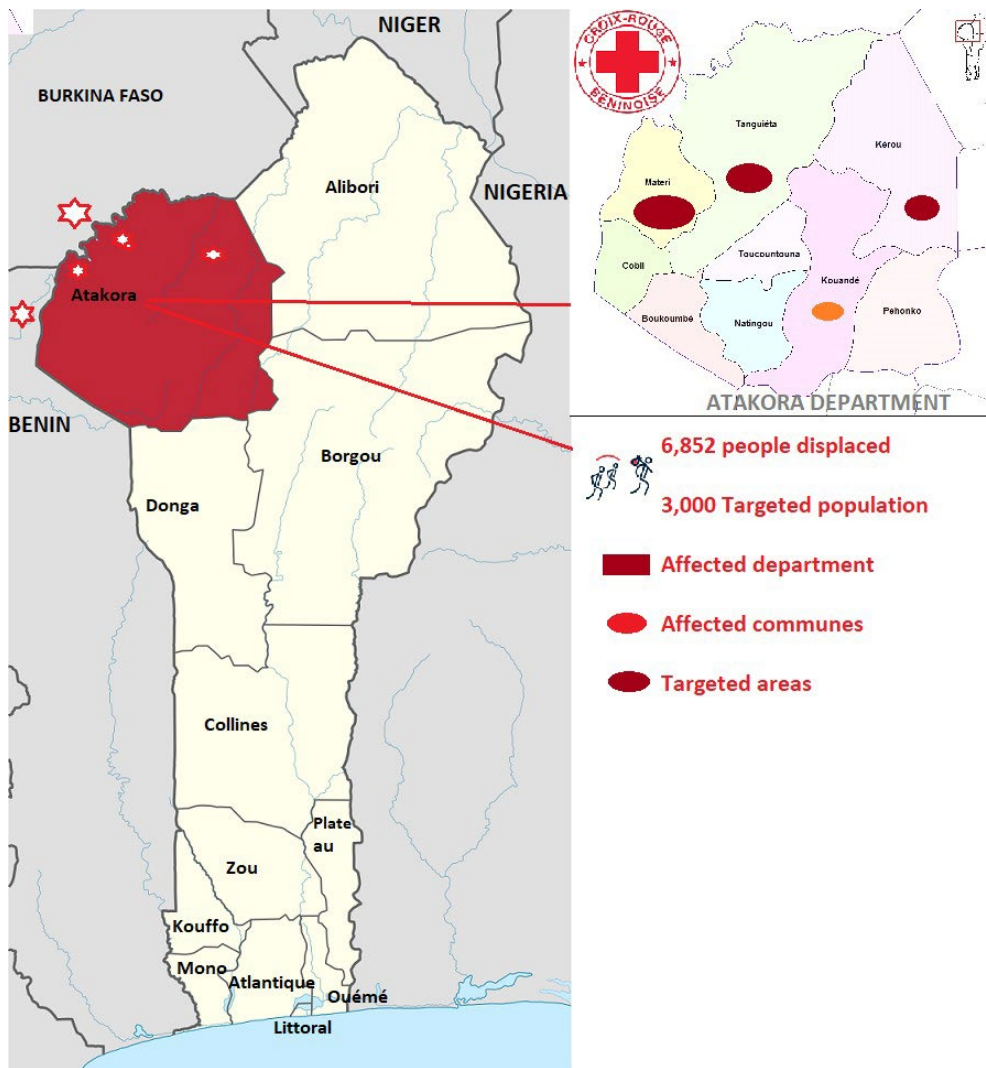 NIGER
BURKINA FASO
Alibori
NIGERIA
Atakora
BENIN
Borgou
Donga
Collines
Plate
au
Zou
Kouffo
Mono
Atlantique
Ouémé
Littoral
CROIX-ROUGE
BÉNINOISE
Tanguiéta
Kérou
Materi
Toucountouna
Cobli
Kouandé
Boukoumbé
Natingou
Pehonko
ATAKORA DEPARTMENT
6,852 people displaced
3,000 Targeted population
Affected department
Affected communes
Targeted areas